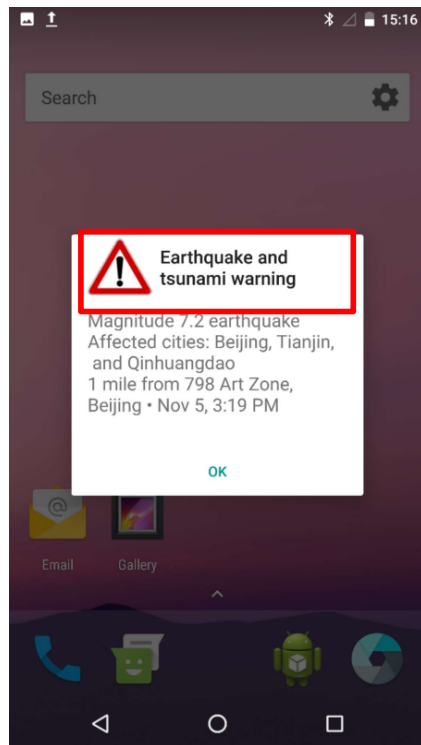 15:16
Search
Earthquake and
tsunami warning
Magnitude 7.2 earthquake
Affected cities: Beijing, Tianjin,
and Qinhuangdao
1 mile from 798 Art Zone,
Beijing • Nov 5, 3:19 PM
OK
Email
Gallery